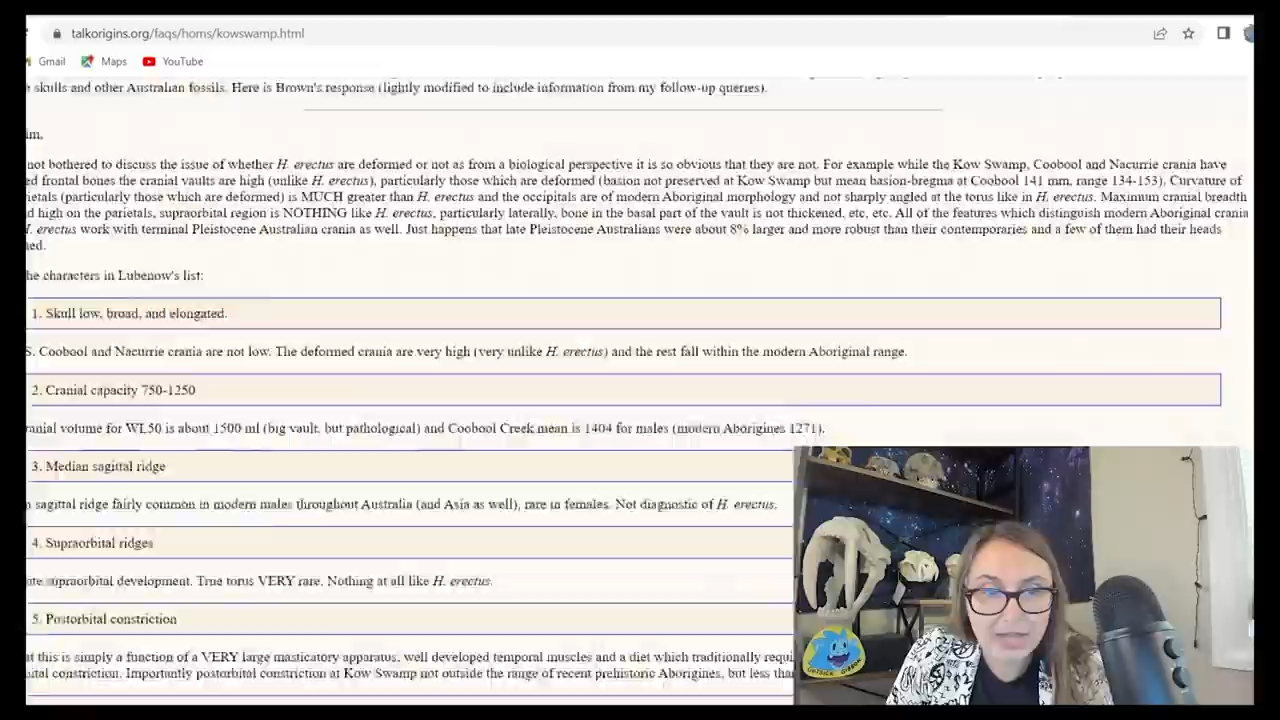 talkorigins.org/faqs/homs/kowswamp.html
Gmail Maps YouTube
skulls and other Australian fossils. Here is Brown's response (lightly modified to include information from my follow-up queries).
im,
not bothered to discuss the issue of whether H. erectus are deformed or not as from a biological perspective it is so obvious that they are not. For example while the Kow Swamp, Coobool and Nacurrie crania have
ed frontal bones the cranial vaults are high (unlike H. erectus), particularly those which are deformed (basion not preserved at Kow Swamp but mean basion-bregma at Coobool 141 mm, range 134-153). Curvature of
ietals (particularly those which are deformed) is MUCH greater than H. erectus and the occipitals are of modern Aboriginal morphology and not sharply angled at the torus like in H. erectus. Maximum cranial breadth
d high on the parietals, supraorbital region is NOTHING like H. erectus, particularly laterally, bone in the basal part of the vault is not thickened, etc, etc. All of the features which distinguish modern Aboriginal crania
H. erectus work with terminal Pleistocene Australian crania as well. Just happens that late Pleistocene Australians were about 8% larger and more robust than their contemporaries and a few of them had their heads
ned.
he characters in Lubenow's list:
1. Skull low, broad, and elongated.
S. Coobool and Nacurrie crania are not low. The deformed crania are very high (very unlike H. erectus) and the rest fall within the modern Aboriginal range.
2. Cranial capacity 750-1250
ranial volume for WL50 is about 1500 ml (big vault, but pathological) and Coobool Creek mean is 1404 for males (modern Aborigines 1271).
3. Median sagittal ridge
sagittal ridge fairly common in modern males throughout Australia (and Asia as well), rare in females. Not diagnostic of H. erectus.
4. Supraorbital ridges
ate supraorbital development. True torus VERY rare. Nothing at all like H. erectus.
5. Postorbital constriction
t this is simply a function of a VERY large masticatory apparatus, well developed temporal muscles and a diet which traditionally requi
ital constriction. Importantly postorbital constriction at Kow Swamp not outside the range of recent prehistoric Aborigines, but less than
GUTSICK GIBBON